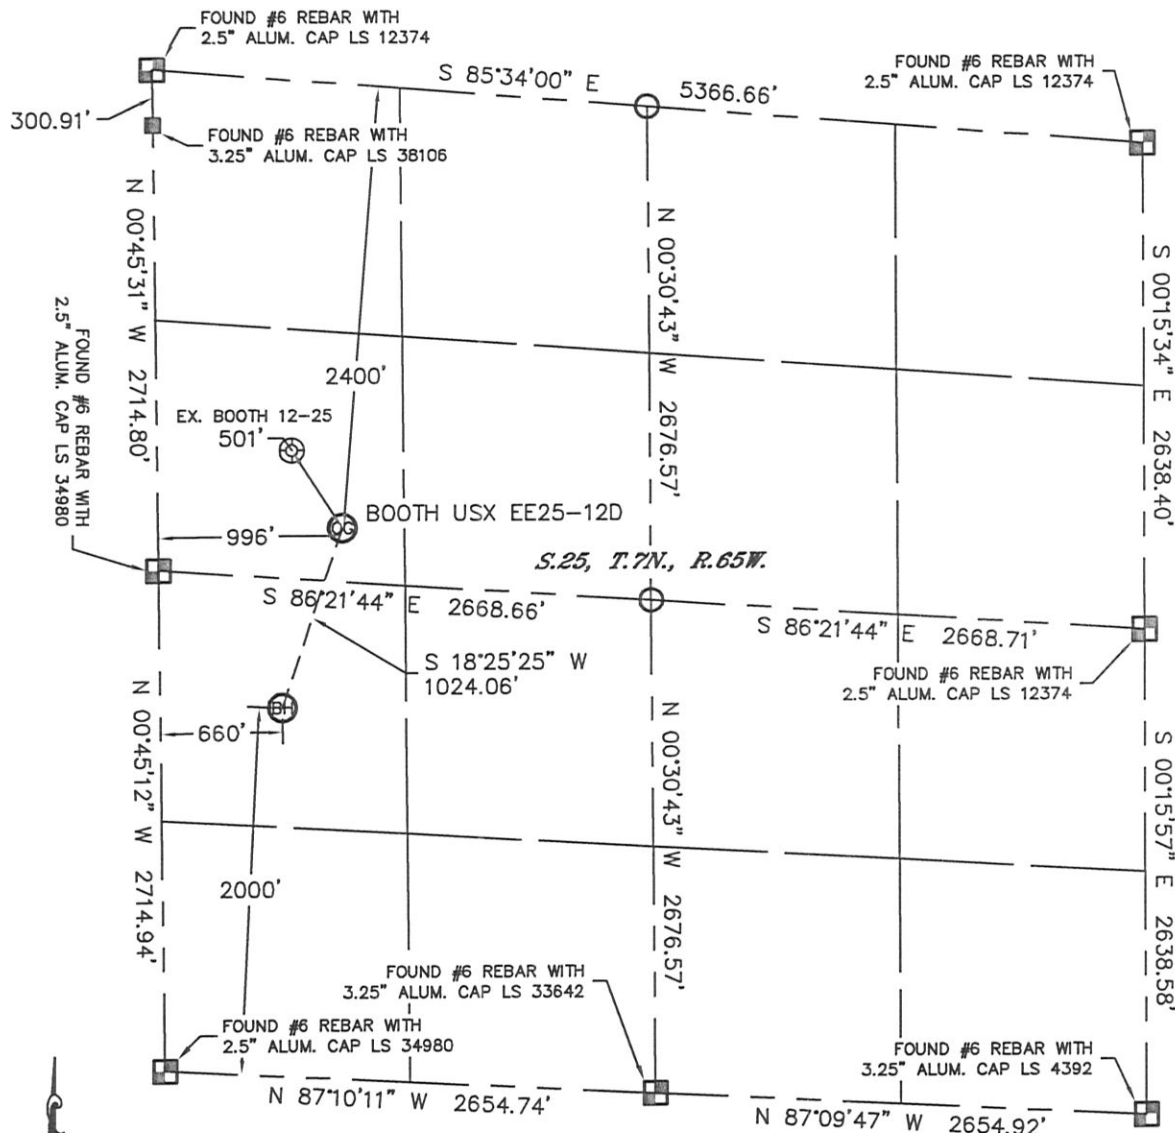 FOUND #6 REBAR WITH
2.5" ALUM. CAP LS 12374
S 85°34'00" E 5366.66'
FOUND #6 REBAR WITH
2.5" ALUM. CAP LS 12374
300.91'
FOUND #6 REBAR WITH
3.25" ALUM. CAP LS 38106
N 00°45'31" W 2714.80'
N 00°30'43" W 2676.57'
S 00°15'34" E 2638.40'
FOUND #6 REBAR WITH
2.5" ALUM. CAP LS 34980
2400'
EX. BOOTH 12-25
501'
OG
BOOTH USX EE25-12D
996'
S.25, T.7N., R.65W.
S 86°21'44" E 2668.66'
S 86°21'44" E 2668.71'
S 18°25'25" W
1024.06'
FOUND #6 REBAR WITH
2.5" ALUM. CAP LS 12374
BH
660'
N 00°45'12" W 2714.94'
N 00°30'43" W 2676.57'
S 00°15'57" E 2638.58'
2000'
FOUND #6 REBAR WITH
3.25" ALUM. CAP LS 33642
FOUND #6 REBAR WITH
2.5" ALUM. CAP LS 34980
FOUND #6 REBAR WITH
3.25" ALUM. CAP LS 4392
N 87°10'11" W 2654.74'
N 87°09'47" W 2654.92'